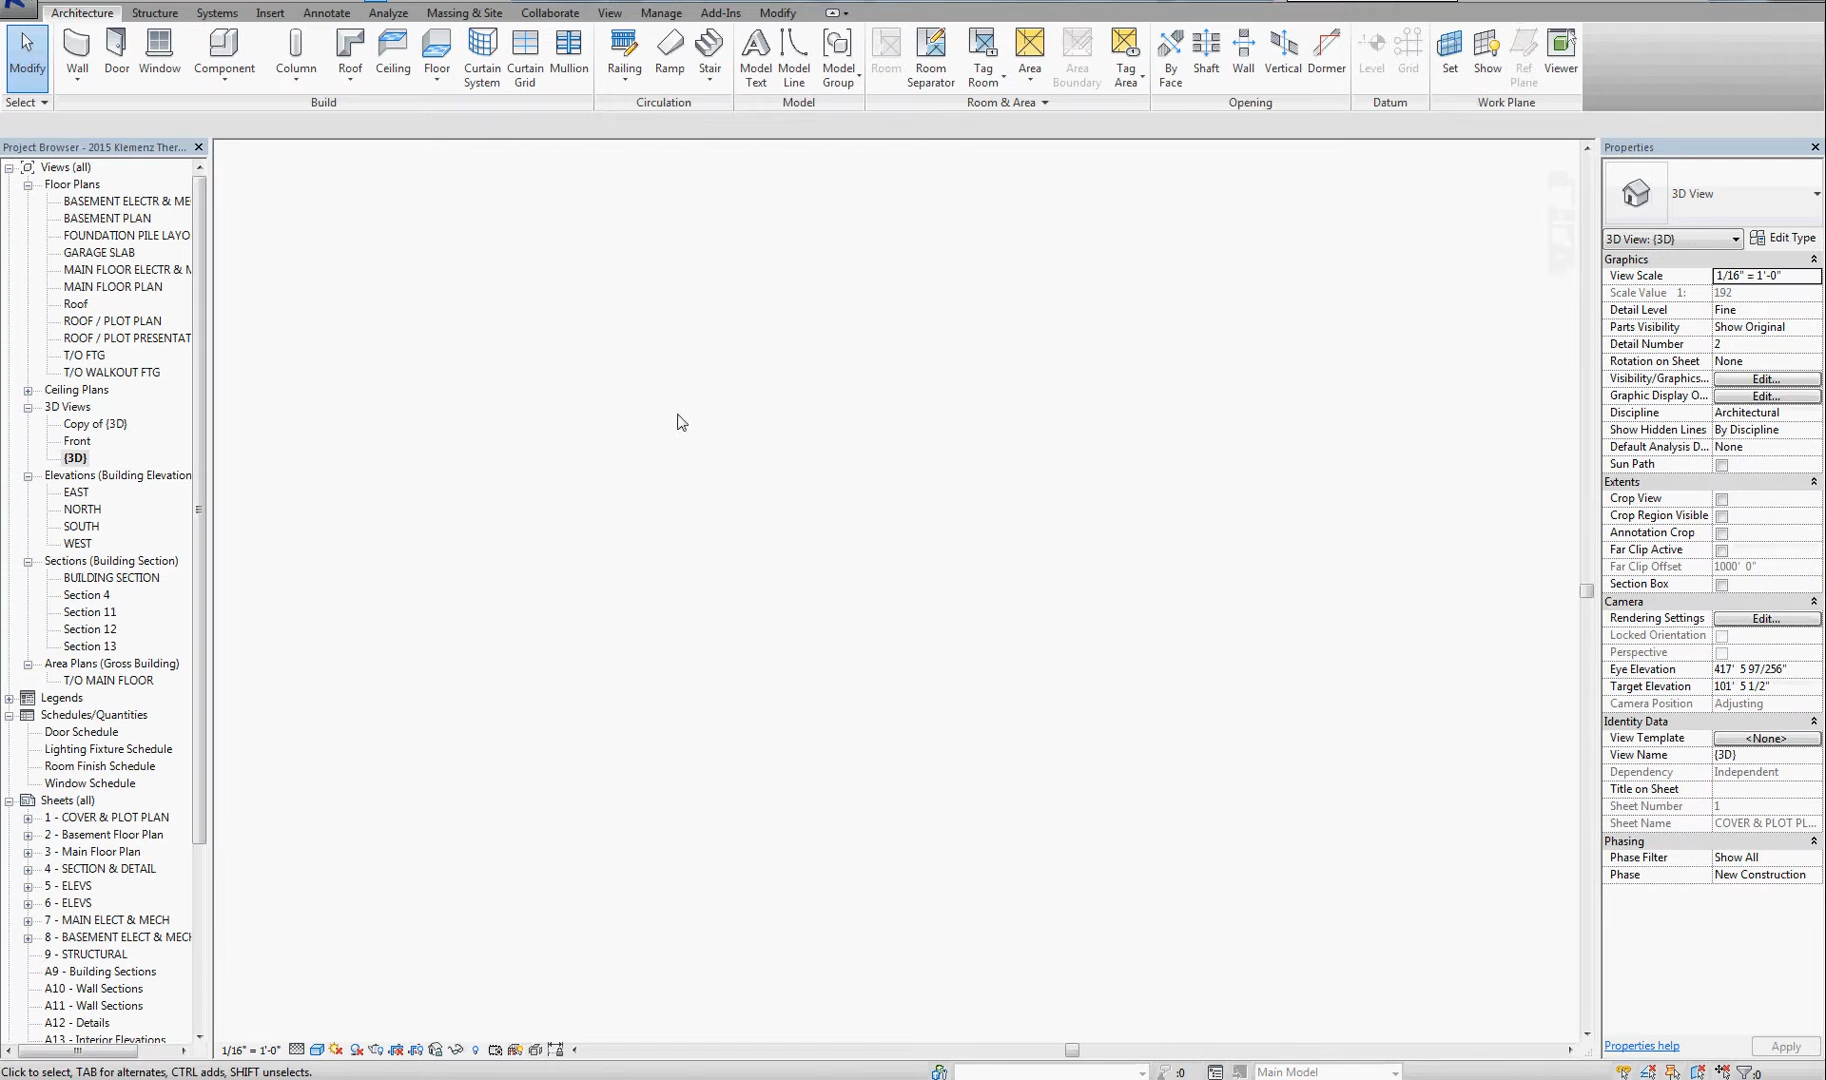 Architecture Structure Systems Insert Annotate Analyze Massing & Site Collaborate View Manage Add-Ins Modify
Modify Wall Door Window Component Column Roof Ceiling Floor Curtain System Curtain Grid Mullion Railing Ramp Stair Model Text Model Line Model Group Room Room Separator Tag Room Area Area Boundary Tag Area By Face Shaft Wall Vertical Dormer Level Grid Set Show Ref Plane Viewer
Select Build Circulation Model Room & Area Opening Datum Work Plane
Project Browser - 2015 Klemenz Ther...
Views (all)
Floor Plans
BASEMENT ELECTR & ME
BASEMENT PLAN
FOUNDATION PILE LAYO
GARAGE SLAB
MAIN FLOOR ELECTR & M
MAIN FLOOR PLAN
Roof
ROOF / PLOT PLAN
ROOF / PLOT PRESENTAT
T/O FTG
T/O WALKOUT FTG
Ceiling Plans
3D Views
Copy of {3D}
Front
{3D}
Elevations (Building Elevation
EAST
NORTH
SOUTH
WEST
Sections (Building Section)
BUILDING SECTION
Section 4
Section 11
Section 12
Section 13
Area Plans (Gross Building)
T/O MAIN FLOOR
Legends
Schedules/Quantities
Door Schedule
Lighting Fixture Schedule
Room Finish Schedule
Window Schedule
Sheets (all)
1 - COVER & PLOT PLAN
2 - Basement Floor Plan
3 - Main Floor Plan
4 - SECTION & DETAIL
5 - ELEVS
6 - ELEVS
7 - MAIN ELECT & MECH
8 - BASEMENT ELECT & MECH
9 - STRUCTURAL
A9 - Building Sections
A10 - Wall Sections
A11 - Wall Sections
A12 - Details
A13 - Interior Elevations
Properties
3D View
3D View: {3D} Edit Type
Graphics
View Scale 1/16" = 1'-0"
Scale Value 1: 192
Detail Level Fine
Parts Visibility Show Original
Detail Number 2
Rotation on Sheet None
Visibility/Graphics... Edit...
Graphic Display O... Edit...
Discipline Architectural
Show Hidden Lines By Discipline
Default Analysis D... None
Sun Path
Extents
Crop View
Crop Region Visible
Annotation Crop
Far Clip Active
Far Clip Offset 1000' 0"
Section Box
Camera
Rendering Settings Edit...
Locked Orientation
Perspective
Eye Elevation 417' 5 97/256"
Target Elevation 101' 5 1/2"
Camera Position Adjusting
Identity Data
View Template <None>
View Name {3D}
Dependency Independent
Title on Sheet
Sheet Number 1
Sheet Name COVER & PLOT PL...
Phasing
Phase Filter Show All
Phase New Construction
Properties help Apply
1/16" = 1'-0"
Click to select, TAB for alternates, CTRL adds, SHIFT unselects. :0 Main Model :0